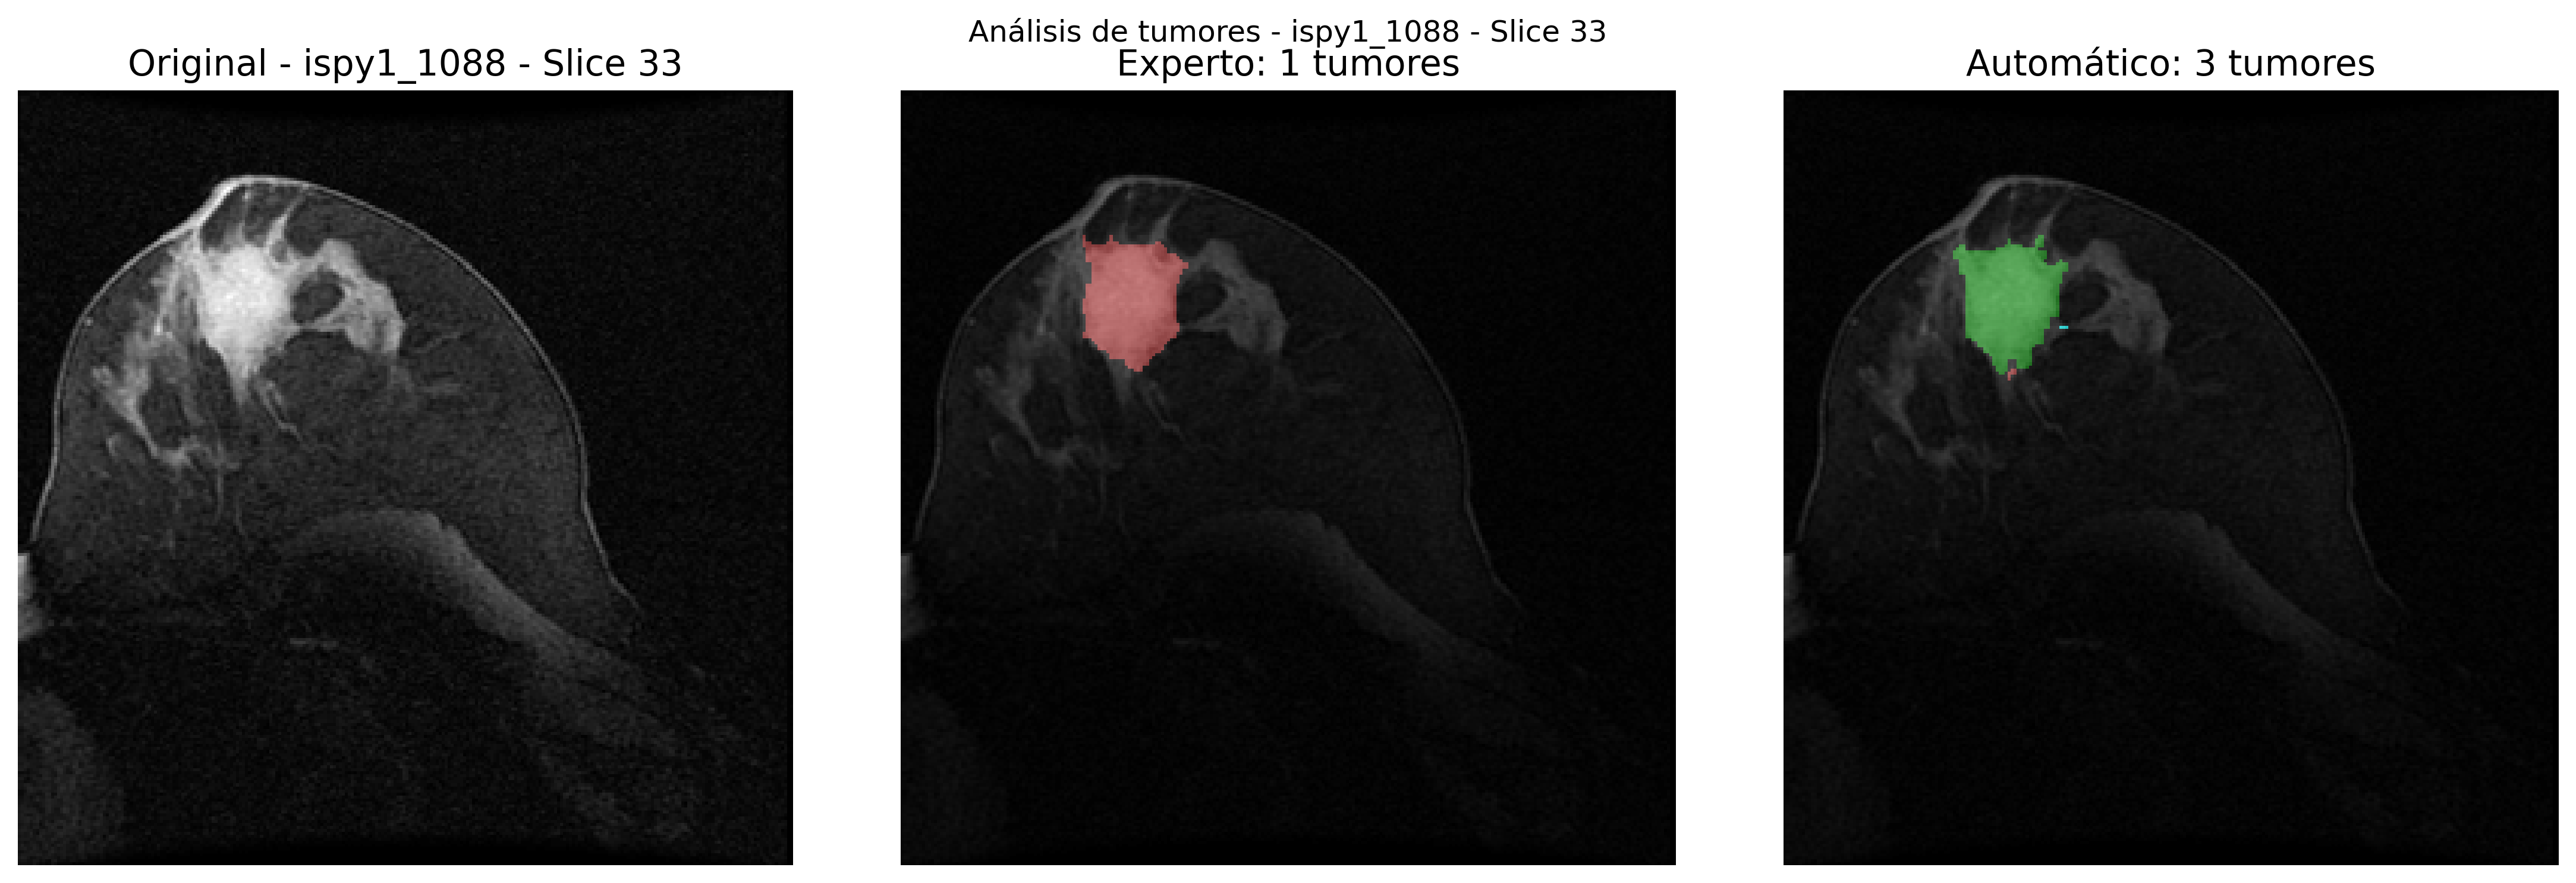 Análisis de tumores - ispy1_1088 - Slice 33
Original - ispy1_1088 - Slice 33
Experto: 1 tumores
Automático: 3 tumores